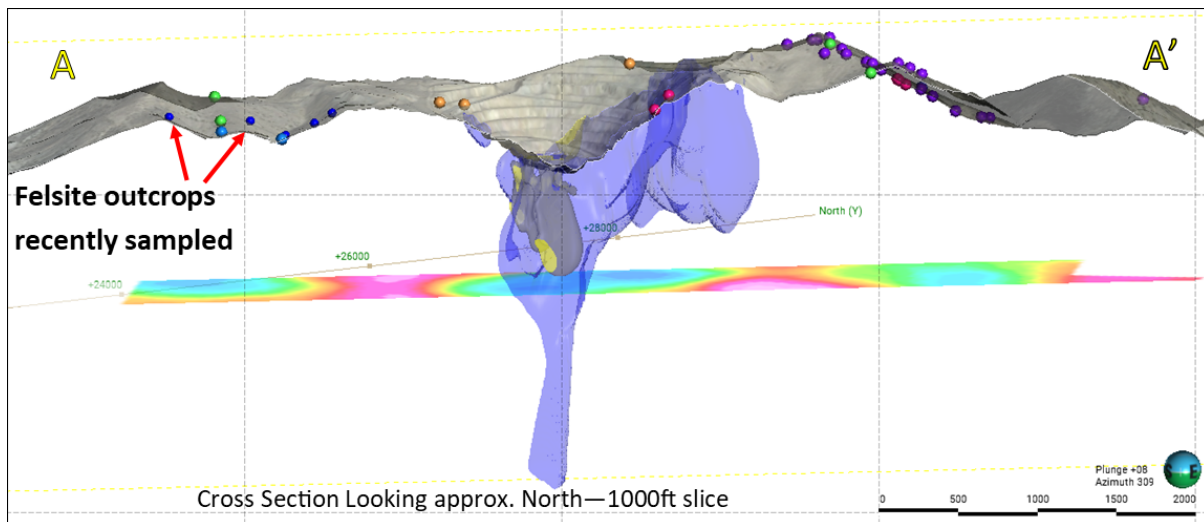 A
A'
Felsite outcrops
recently sampled
North (Y)
+28000
+26000
+24000
Plunge +08
Azimuth 309
S E
Cross Section Looking approx. North—1000ft slice
0 500 1000 1500 2000